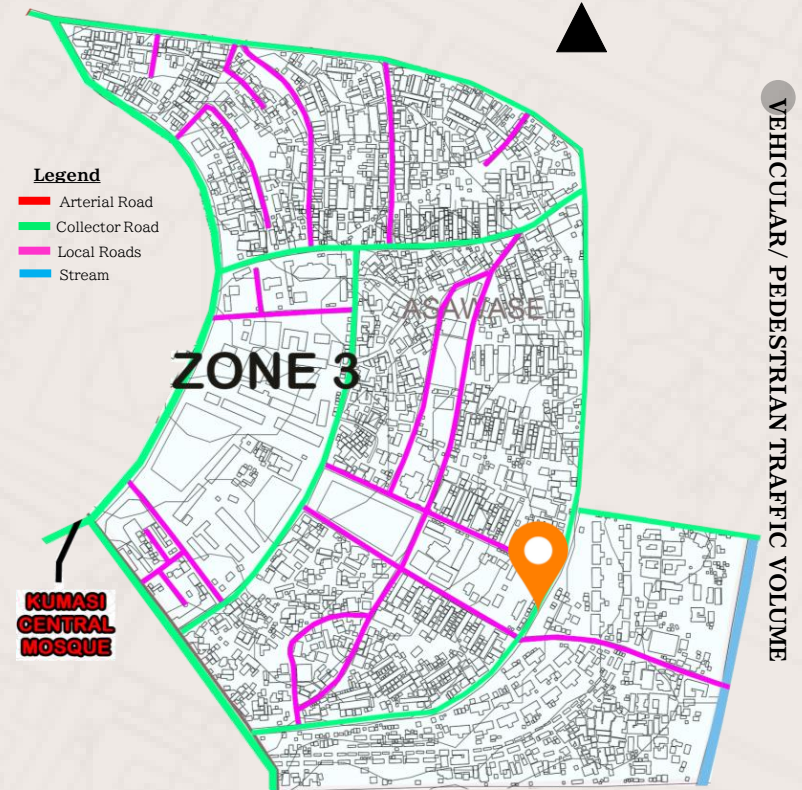 VEHICULAR/ PEDESTRIAN TRAFFIC VOLUME
Legend
Arterial Road
Collector Road
Local Roads
Stream
ASAWASE
ZONE 3
KUMASI
CENTRAL
MOSQUE